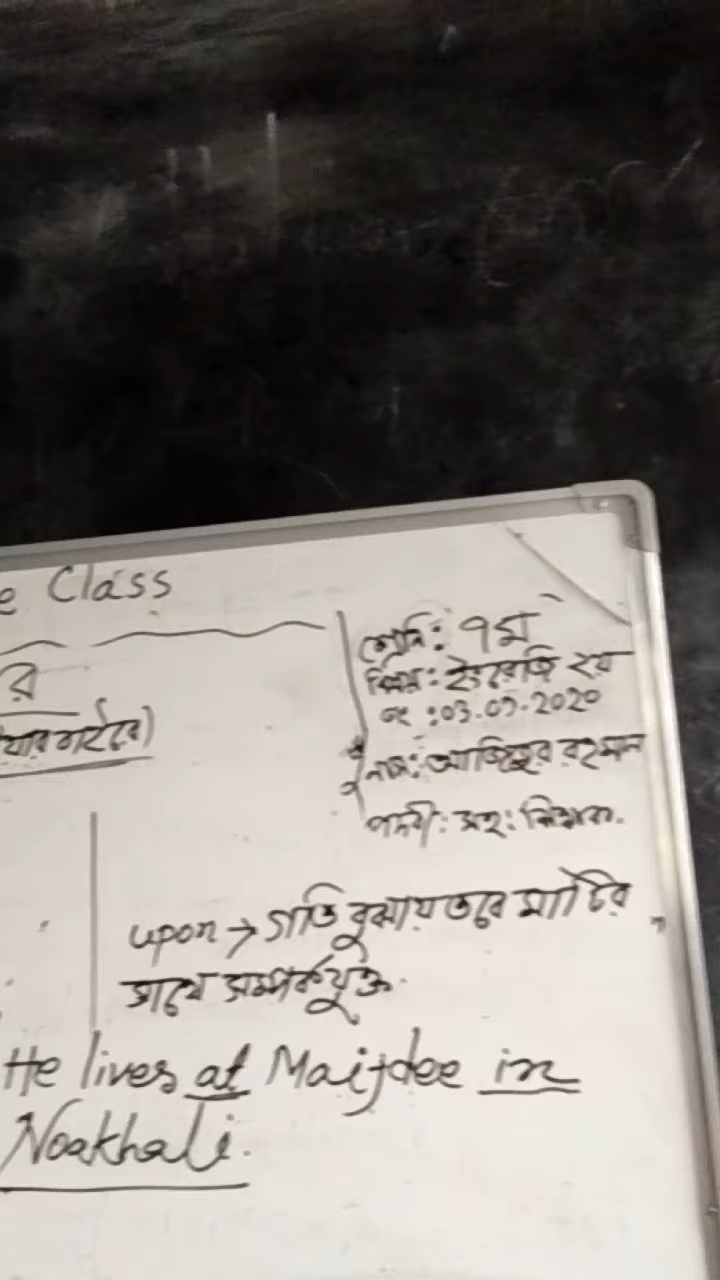 e Class
শ্রেনি: ৭ম
বিষয়: ইংরেজি ২য়
র
তাং :03.09.2020
নাম: আজিজুর রহমান
পদবী: সহ: শিক্ষক.
upon → গতি বুঝায় তবে মাটির
সাথে সম্পর্কযুক্ত.
He lives at Maijdee in
Noakhali.